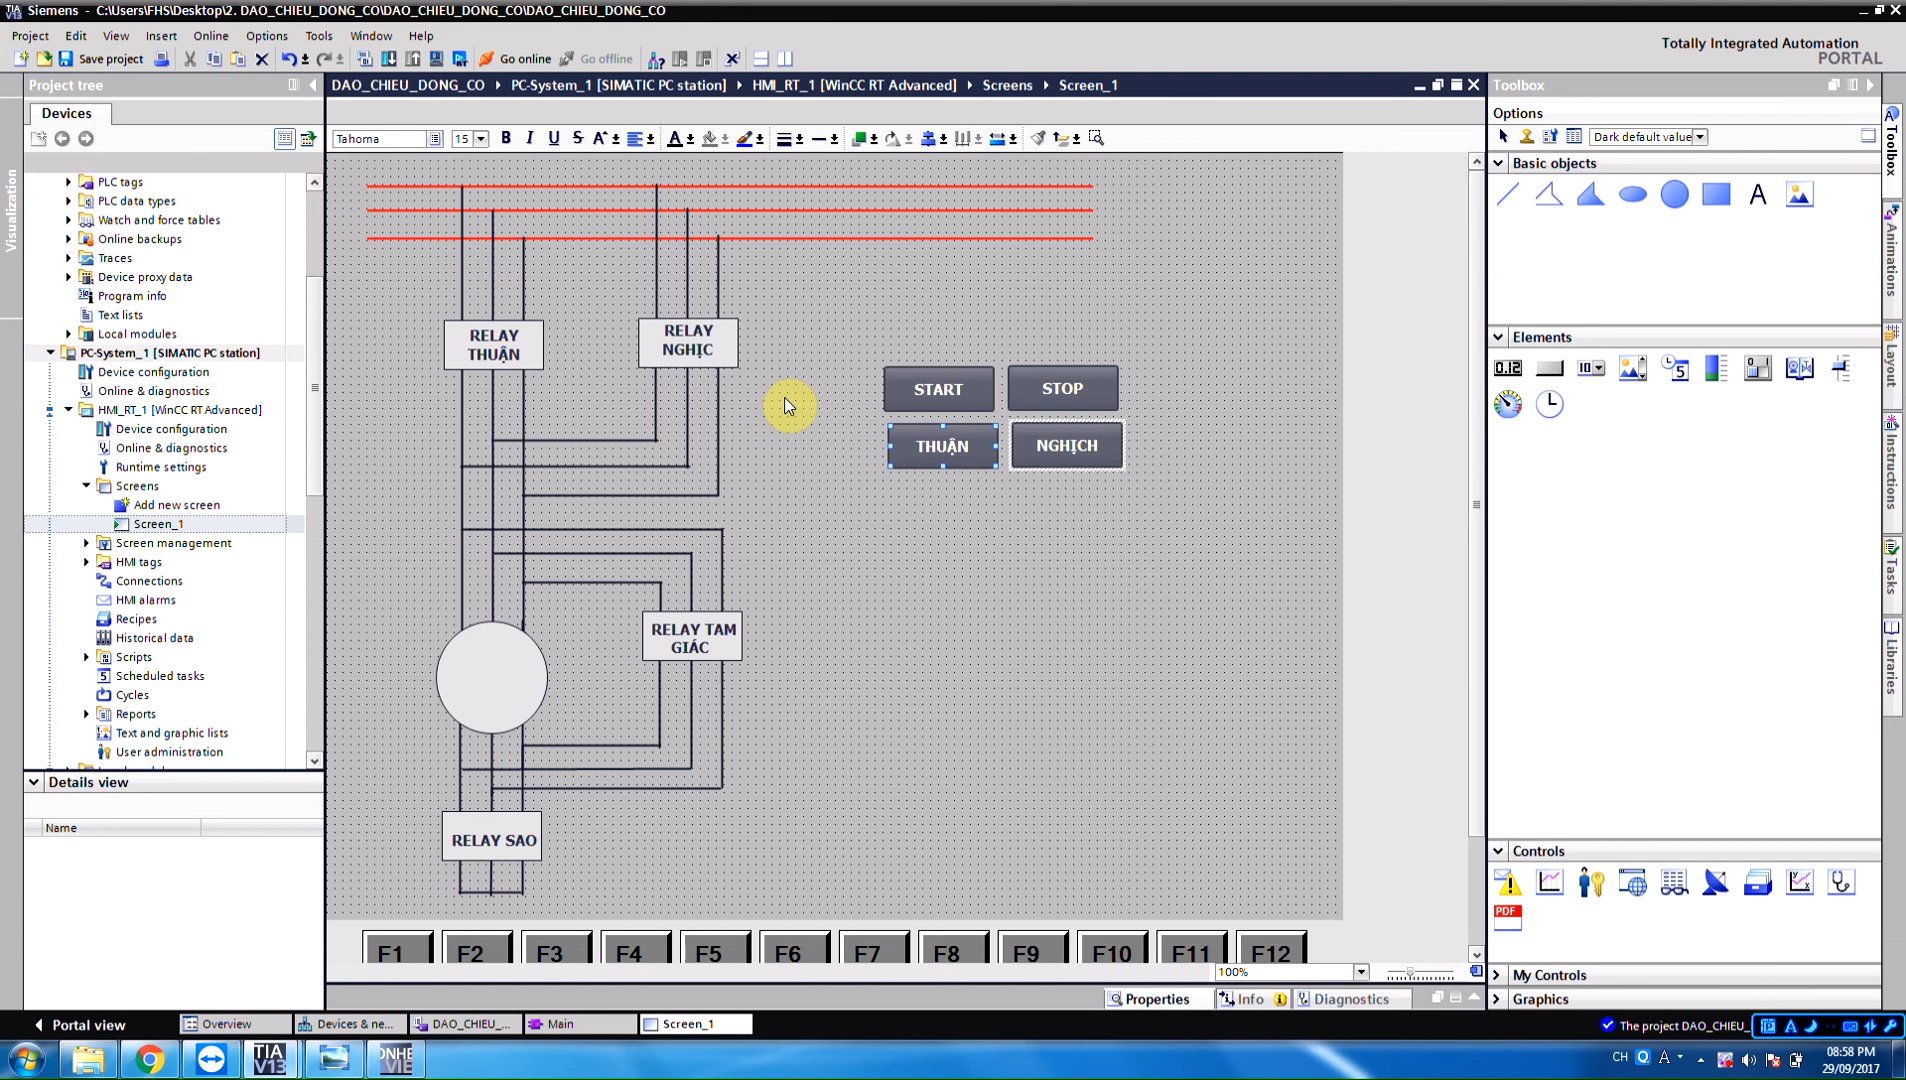 Siemens - C:\Users\FHS\Desktop\2. DAO_CHIEU_DONG_CO\DAO_CHIEU_DONG_CO\DAO_CHIEU_DONG_CO
Project Edit View Insert Online Options Tools Window Help
Totally Integrated Automation
PORTAL
Save project Go online Go offline
Project tree
DAO_CHIEU_DONG_CO PC-System_1 [SIMATIC PC station] HMI_RT_1 [WinCC RT Advanced] Screens Screen_1
Toolbox
Devices
Options
Tahoma 15 B I U S A A
Dark default value
Visualization
Basic objects
PLC tags
PLC data types
Watch and force tables
Online backups
Traces
Device proxy data
Program info
Text lists
Local modules
PC-System_1 [SIMATIC PC station]
Device configuration
Online & diagnostics
HMI_RT_1 [WinCC RT Advanced]
Device configuration
Online & diagnostics
Runtime settings
Screens
Add new screen
Screen_1
Screen management
HMI tags
Connections
HMI alarms
Recipes
Historical data
Scripts
Scheduled tasks
Cycles
Reports
Text and graphic lists
User administration
Details view
Name
RELAY
THUẬN
RELAY
NGHỊC
START STOP
THUẬN NGHỊCH
RELAY TAM
GIÁC
RELAY SAO
F1 F2 F3 F4 F5 F6 F7 F8 F9 F10 F11 F12
100%
Properties Info Diagnostics
Elements
Controls
PDF
My Controls
Graphics
Toolbox
Animations
Layout
Instructions
Tasks
Libraries
Portal view Overview Devices & ne... DAO_CHIEU_... Main Screen_1
The project DAO_CHIEU_
TIA
V13
CH
08:58 PM
29/09/2017